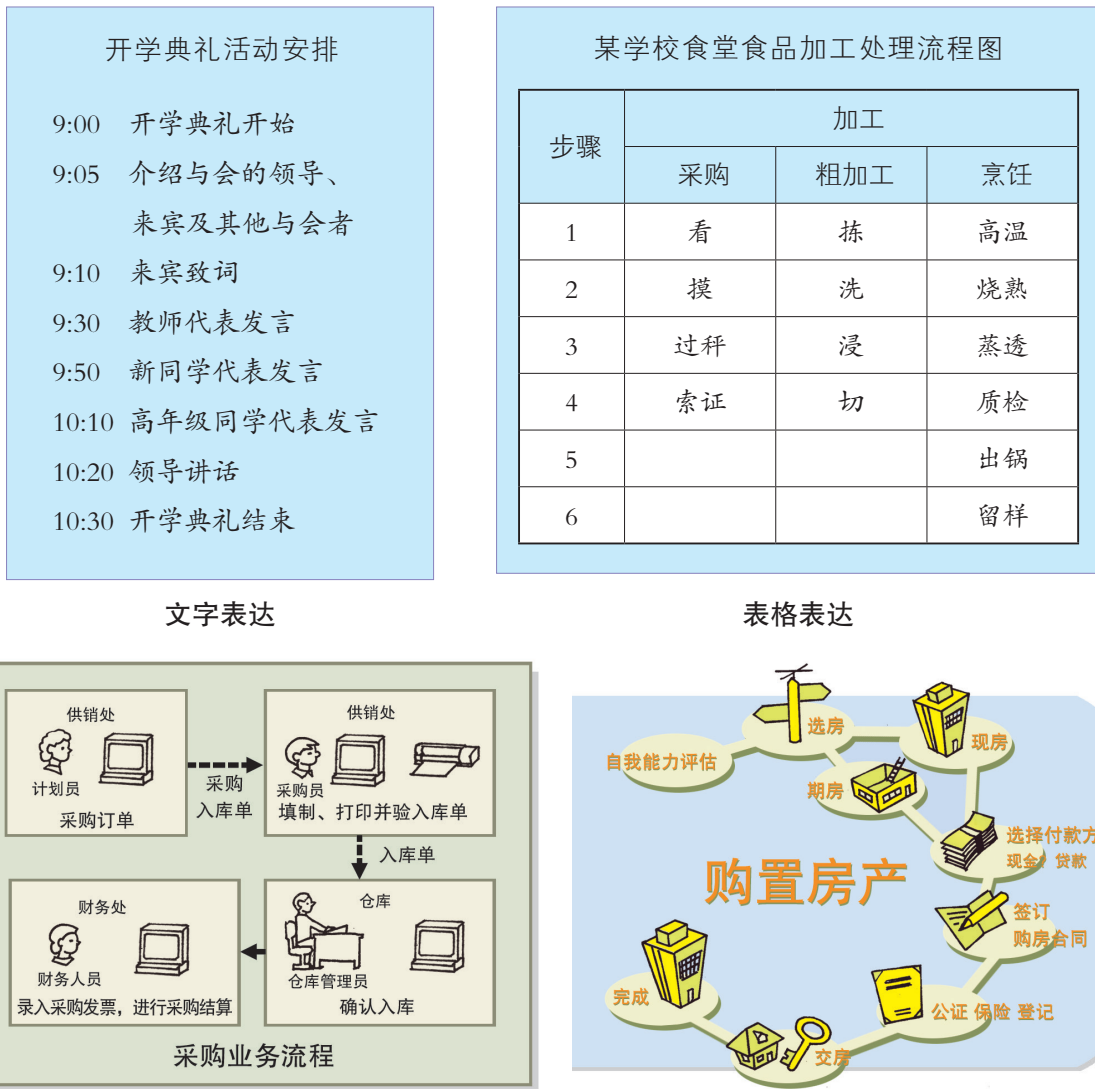 开学典礼活动安排
9:00 开学典礼开始
9:05 介绍与会的领导、
来宾及其他与会者
9:10 来宾致词
9:30 教师代表发言
9:50 新同学代表发言
10:10 高年级同学代表发言
10:20 领导讲话
10:30 开学典礼结束
文字表达
某学校食堂食品加工处理流程图
步骤 加工
采购 粗加工 烹饪
1 看 拣 高温
2 摸 洗 烧熟
3 过秤 浸 蒸透
4 索证 切 质检
5 出锅
6 留样
表格表达
供销处
计划员
采购订单
采购
入库单
供销处
采购员
填制、打印并验入库单
入库单
仓库
仓库管理员
确认入库
财务处
财务人员
录入采购发票，进行采购结算
采购业务流程
自我能力评估
选房
现房
期房
选择付款方
现金? 贷款
购置房产
签订
购房合同
公证 保险 登记
交房
完成